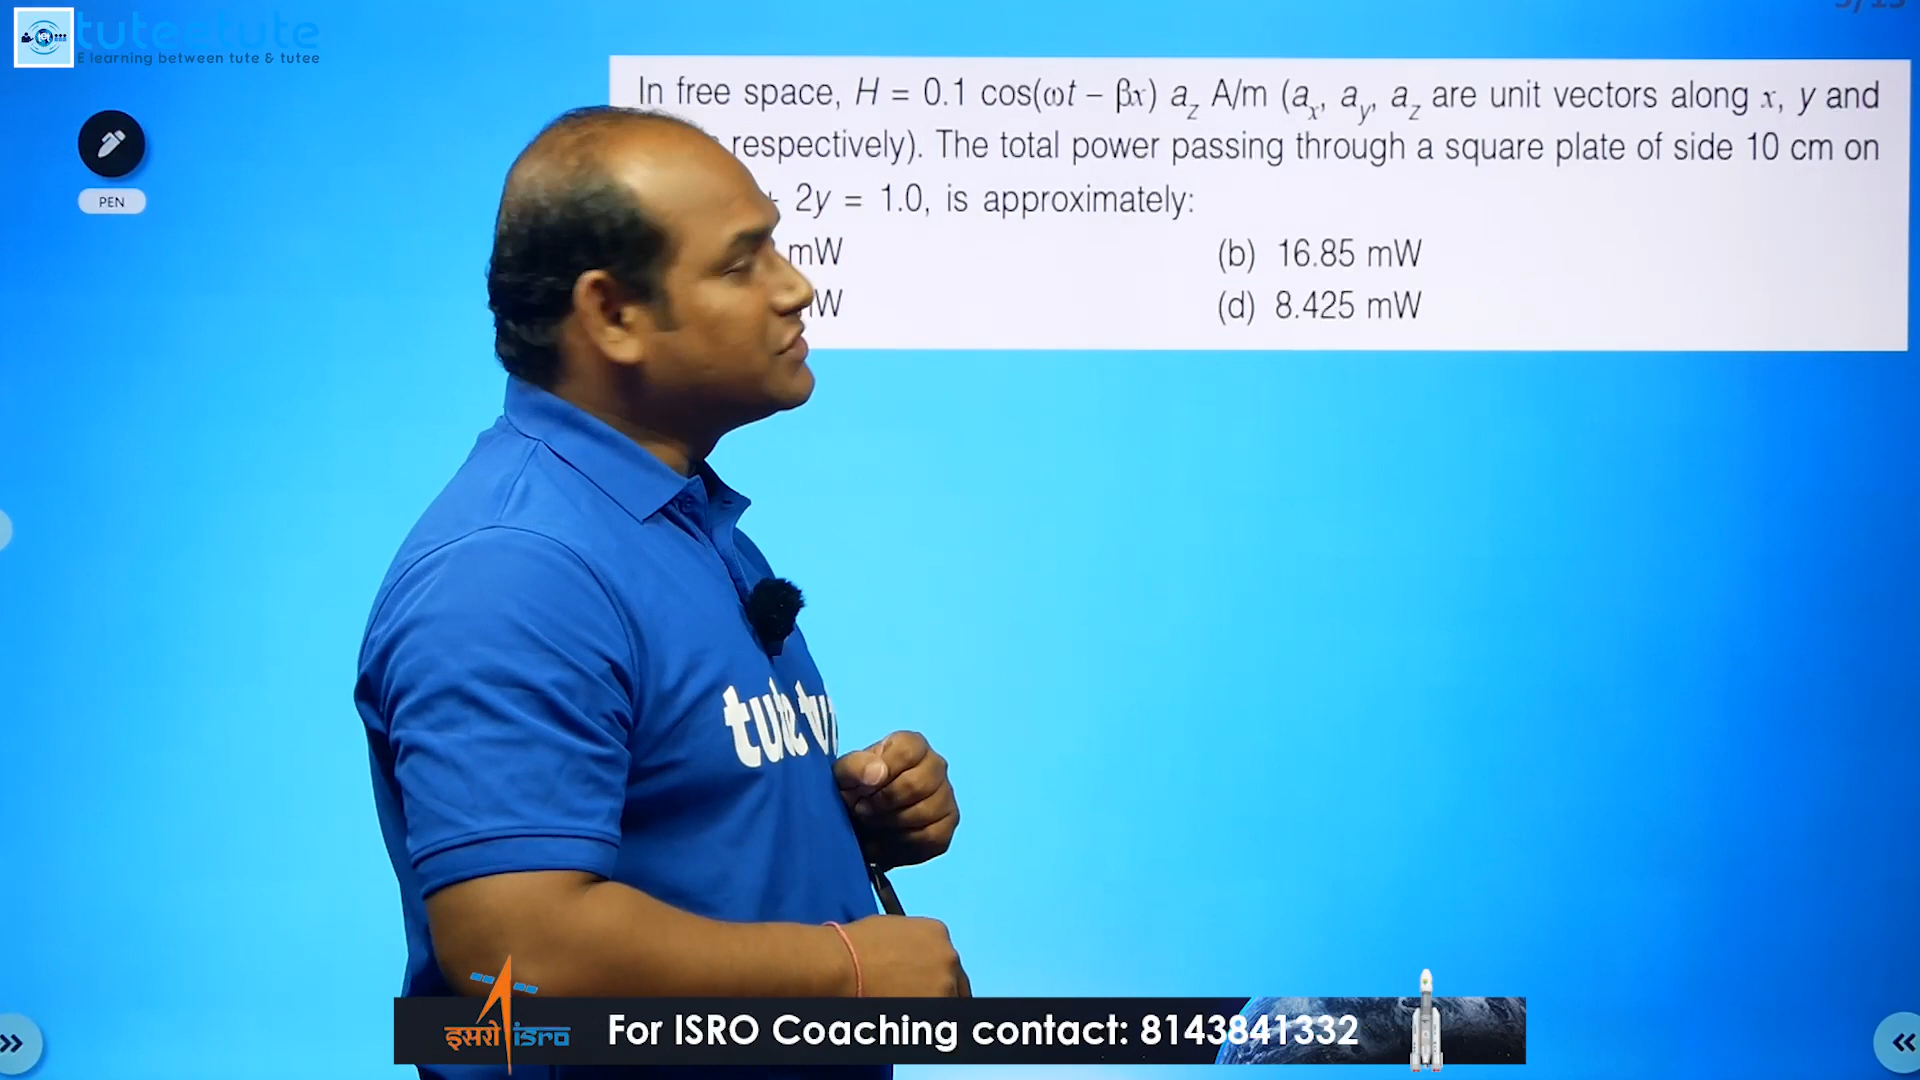 tuteetute
E learning between tute & tutee
PEN
In free space, H = 0.1 cos(ωt – βx) a_z A/m (a_x, a_y, a_z are unit vectors along x, y and
respectively). The total power passing through a square plate of side 10 cm on
2y = 1.0, is approximately:
mW (b) 16.85 mW
(d) 8.425 mW
tute
इसरो isro
For ISRO Coaching contact: 8143841332